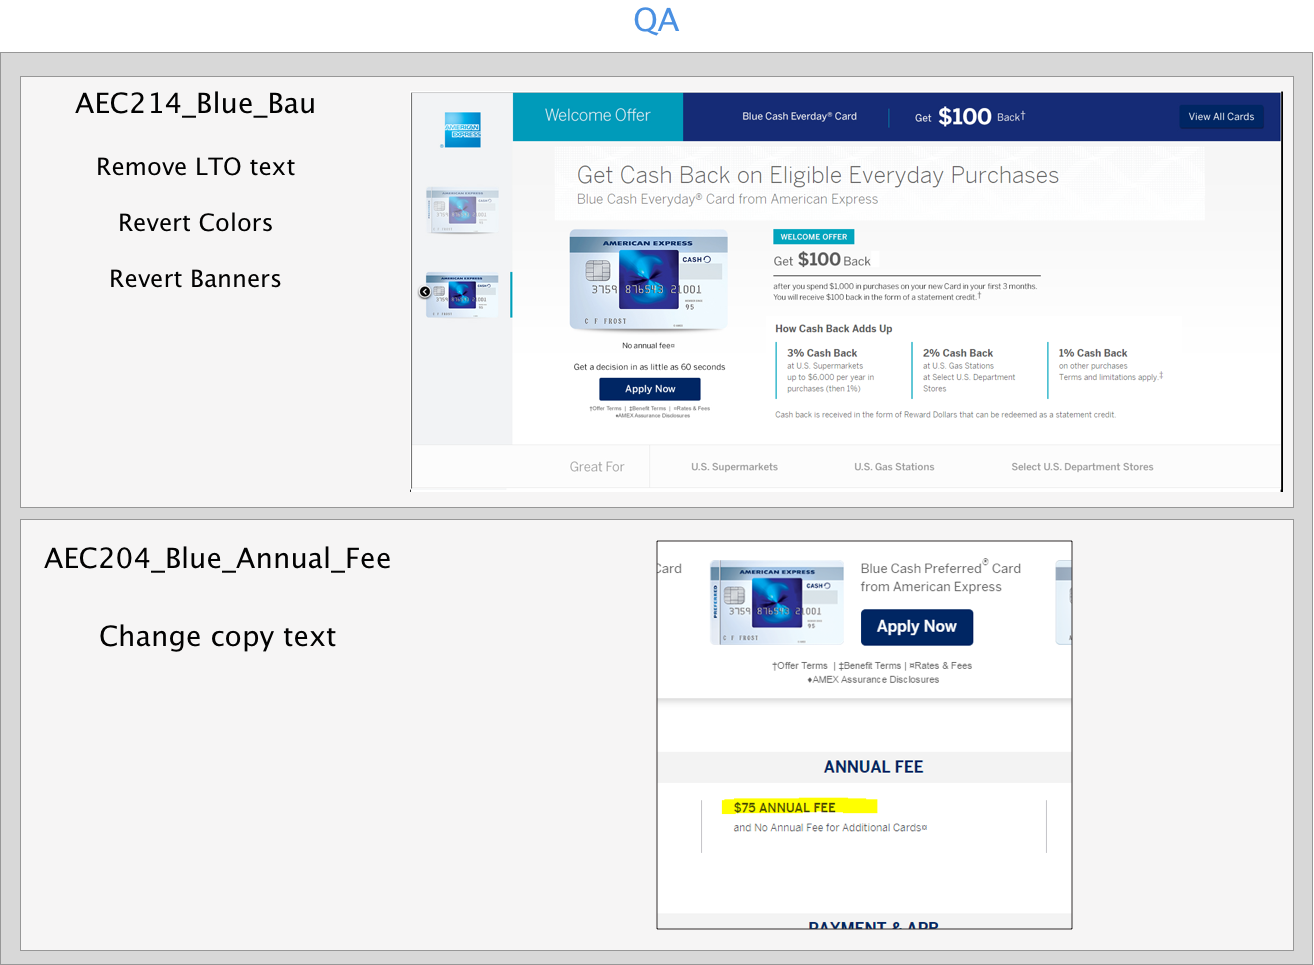 QA
AEC214_Blue_Bau
Remove LTO text
Revert Colors
Revert Banners
AMERICAN
EXPRESS
®
Welcome Offer
Blue Cash Everday® Card
Get $100 Back†
View All Cards
Get Cash Back on Eligible Everyday Purchases
Blue Cash Everyday® Card from American Express
AMERICAN EXPRESS
CASH
3759 876543 21001
95
C F FROST
No annual fee¤
Get a decision in as little as 60 seconds
Apply Now
†Offer Terms | ‡Benefit Terms | ¤Rates & Fees
♦AMEX Assurance Disclosures
WELCOME OFFER
Get $100 Back
after you spend $1,000 in purchases on your new Card in your first 3 months.
You will receive $100 back in the form of a statement credit.†
How Cash Back Adds Up
3% Cash Back
at U.S. Supermarkets
up to $6,000 per year in
purchases (then 1%)
2% Cash Back
at U.S. Gas Stations
at Select U.S. Department
Stores
1% Cash Back
on other purchases
Terms and limitations apply.‡
Cash back is received in the form of Reward Dollars that can be redeemed as a statement credit.
Great For
U.S. Supermarkets
U.S. Gas Stations
Select U.S. Department Stores
AEC204_Blue_Annual_Fee
Change copy text
Card
AMERICAN EXPRESS
PREFERRED
CASH
3759 876543 21001
95
C F FROST
Blue Cash Preferred® Card
from American Express
Apply Now
†Offer Terms | ‡Benefit Terms | ¤Rates & Fees
♦AMEX Assurance Disclosures
ANNUAL FEE
$75 ANNUAL FEE
and No Annual Fee for Additional Cards¤
PAYMENT & APR